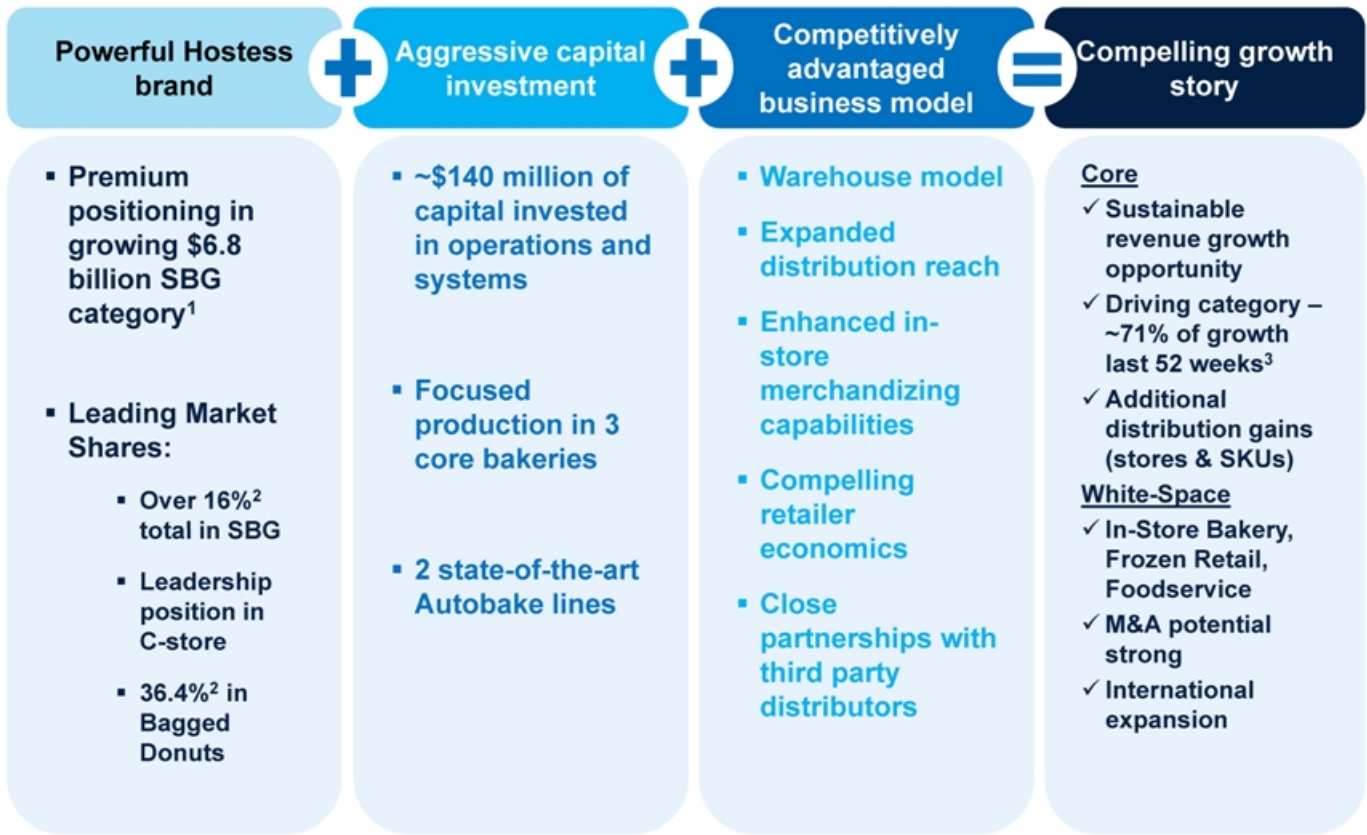 Powerful Hostess
brand
+
Aggressive capital
investment
+
Competitively
advantaged
business model
=
Compelling growth
story
▪ Premium
positioning in
growing $6.8
billion SBG
category¹
▪ Leading Market
Shares:
▪ Over 16%²
total in SBG
▪ Leadership
position in
C-store
▪ 36.4%² in
Bagged
Donuts
▪ ~$140 million of
capital invested
in operations and
systems
▪ Focused
production in 3
core bakeries
▪ 2 state-of-the-art
Autobake lines
▪ Warehouse model
▪ Expanded
distribution reach
▪ Enhanced in-
store
merchandizing
capabilities
▪ Compelling
retailer
economics
▪ Close
partnerships with
third party
distributors
Core
✓ Sustainable
revenue growth
opportunity
✓ Driving category –
~71% of growth
last 52 weeks³
✓ Additional
distribution gains
(stores & SKUs)
White-Space
✓ In-Store Bakery,
Frozen Retail,
Foodservice
✓ M&A potential
strong
✓ International
expansion